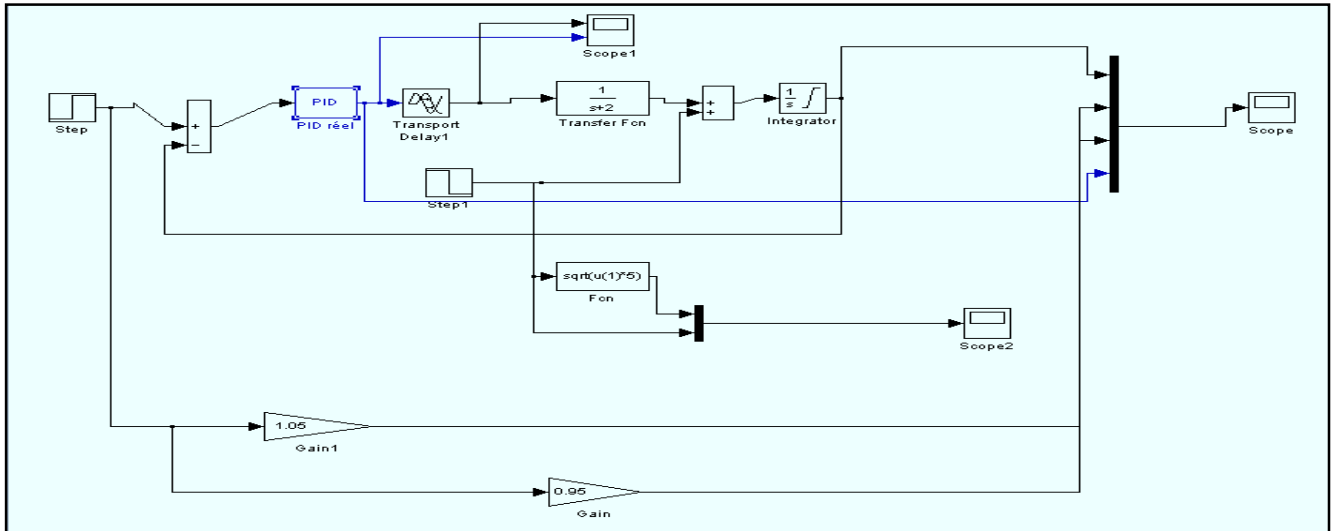 Scope1
PID
PID réel
Transport
Delay1
1
s+2
Transfer Fcn
+
+
1
s
Integrator
Step
+
−
Scope
Step1
sqrt(u(1)*5)
Fcn
Scope2
1.05
Gain1
0.95
Gain